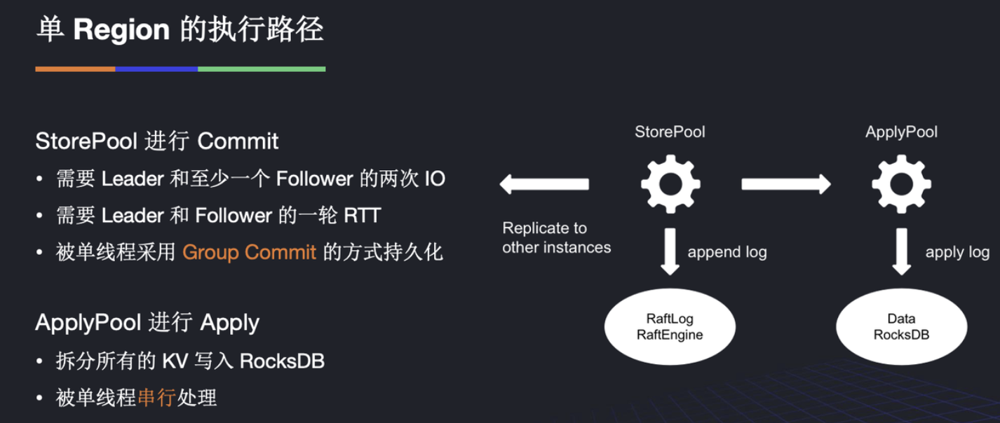 单 Region 的执行路径
StorePool 进行 Commit
• 需要 Leader 和至少一个 Follower 的两次 IO
• 需要 Leader 和 Follower 的一轮 RTT
• 被单线程采用 Group Commit 的方式持久化
ApplyPool 进行 Apply
• 拆分所有的 KV 写入 RocksDB
• 被单线程串行处理
StorePool
ApplyPool
Replicate to
other instances
append log
apply log
RaftLog
RaftEngine
Data
RocksDB